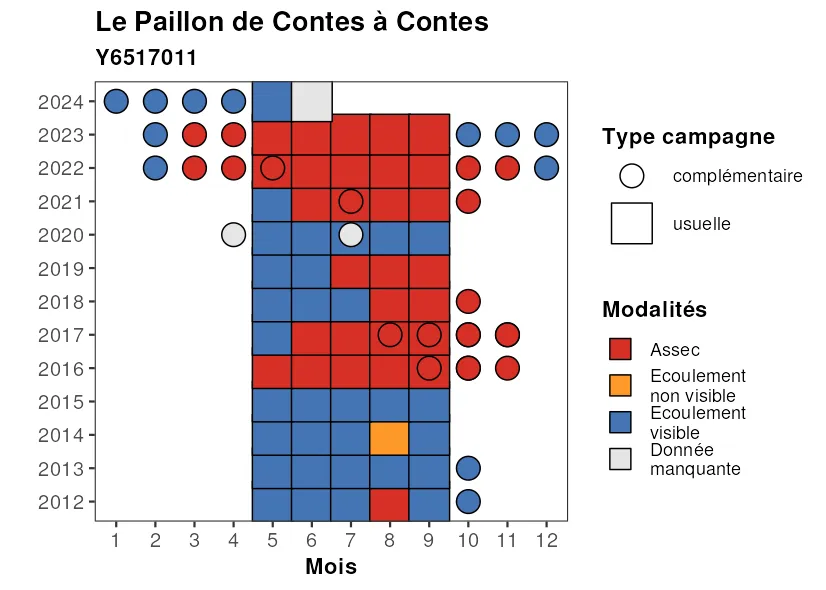 Le Paillon de Contes à Contes
Y6517011
2024
2023
2022
2021
2020
2019
2018
2017
2016
2015
2014
2013
2012
1 2 3 4 5 6 7 8 9 10 11 12
Mois
Type campagne
complémentaire
usuelle
Modalités
Assec
Ecoulement
non visible
Ecoulement
visible
Donnée
manquante